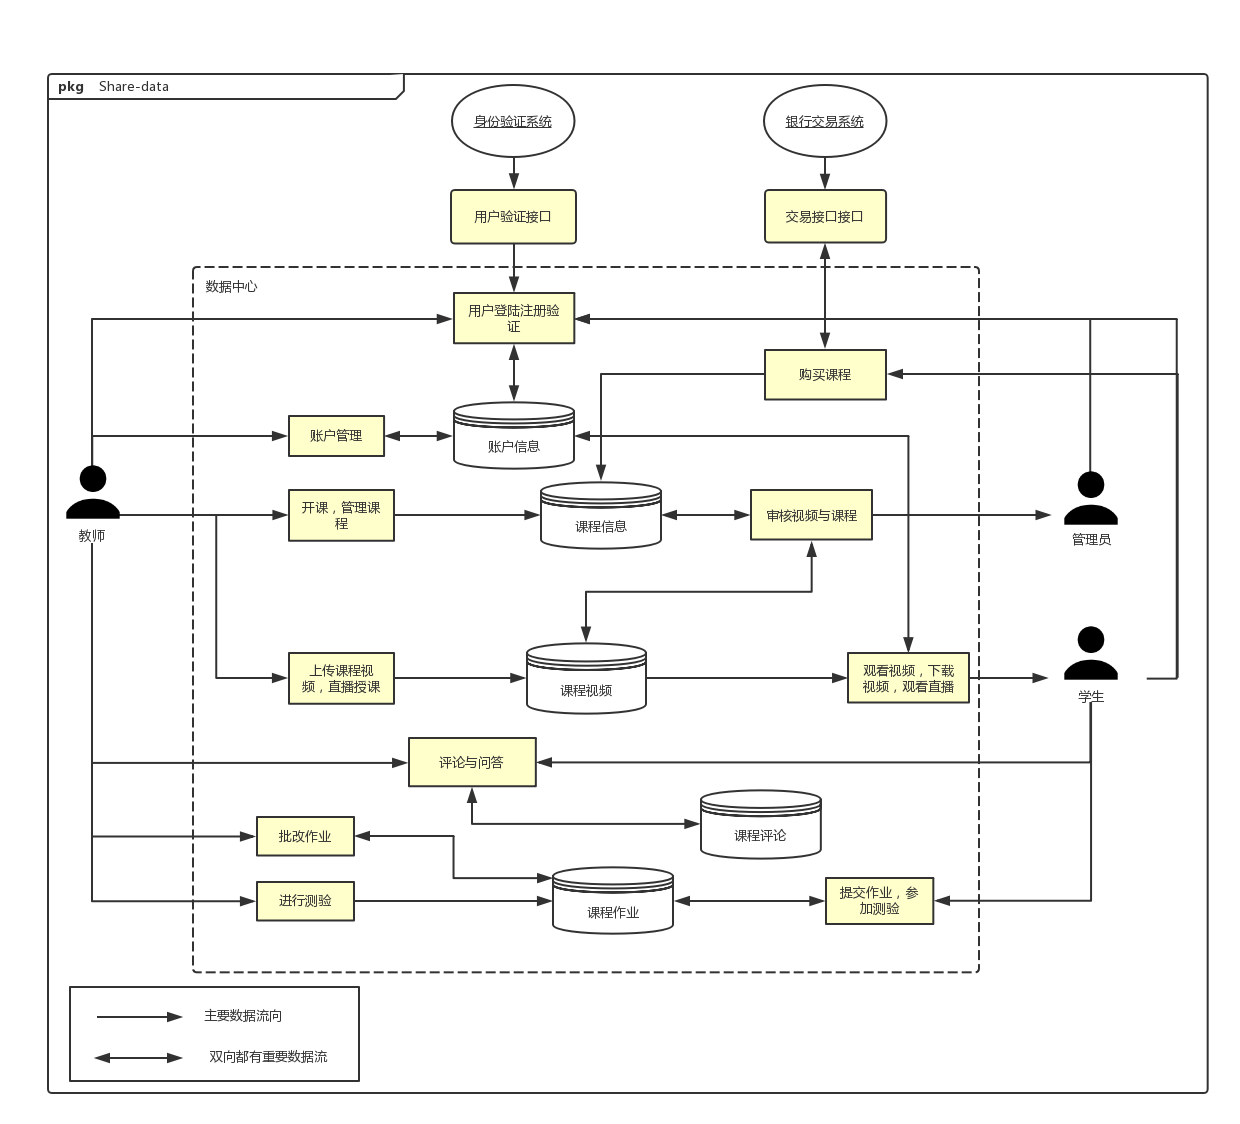 pkg Share-data
身份验证系统
银行交易系统
用户验证接口
交易接口接口
数据中心
用户登陆注册验
证
购买课程
账户管理
账户信息
开课，管理课
程
课程信息
审核视频与课程
教师
管理员
上传课程视
频，直播授课
课程视频
观看视频，下载
视频，观看直播
学生
评论与问答
课程评论
批改作业
进行测验
课程作业
提交作业，参
加测验
主要数据流向
双向都有重要数据流